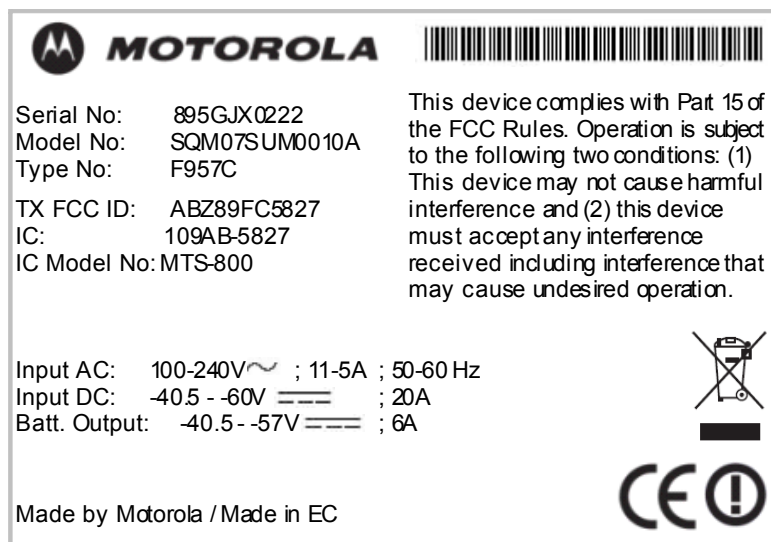 MOTOROLA
Serial No: 895GJX0222
Model No: SQM07SUM0010A
Type No: F957C
TX FCC ID: ABZ89FC5827
IC: 109AB-5827
IC Model No: MTS-800
This device complies with Part 15 of
the FCC Rules. Operation is subject
to the following two conditions: (1)
This device may not cause harmful
interference and (2) this device
must accept any interference
received including interference that
may cause undesired operation.
Input AC: 100-240V ; 11-5A ; 50-60 Hz
Input DC: -40.5 - -60V ; 20A
Batt. Output: -40.5 - -57V ; 6A
Made by Motorola / Made in EC
CE